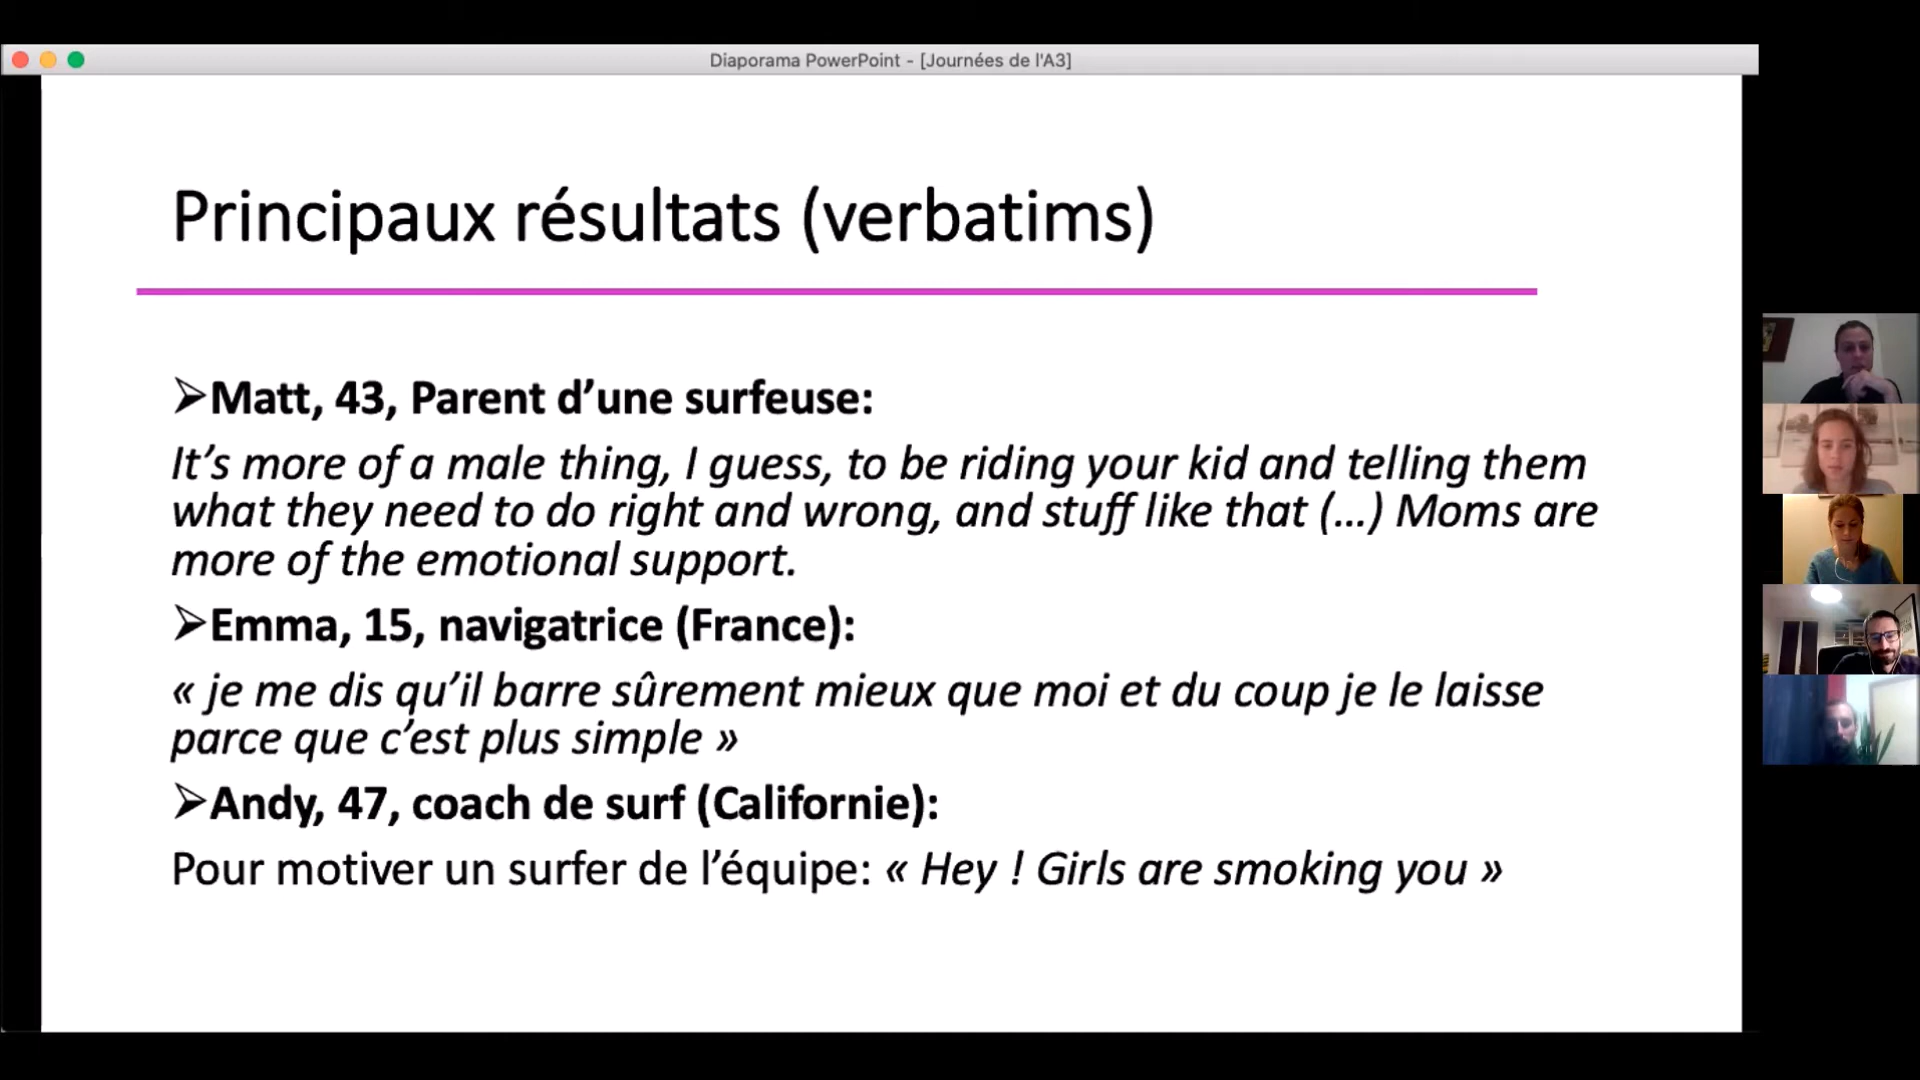 Diaporama PowerPoint - [Journées de l'A3]
Principaux résultats (verbatims)
➢Matt, 43, Parent d’une surfeuse:
It’s more of a male thing, I guess, to be riding your kid and telling them
what they need to do right and wrong, and stuff like that (...) Moms are
more of the emotional support.
➢Emma, 15, navigatrice (France):
« je me dis qu’il barre sûrement mieux que moi et du coup je le laisse
parce que c’est plus simple »
➢Andy, 47, coach de surf (Californie):
Pour motiver un surfer de l’équipe: « Hey ! Girls are smoking you »